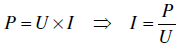 P = U × I ⇒ I = P/U